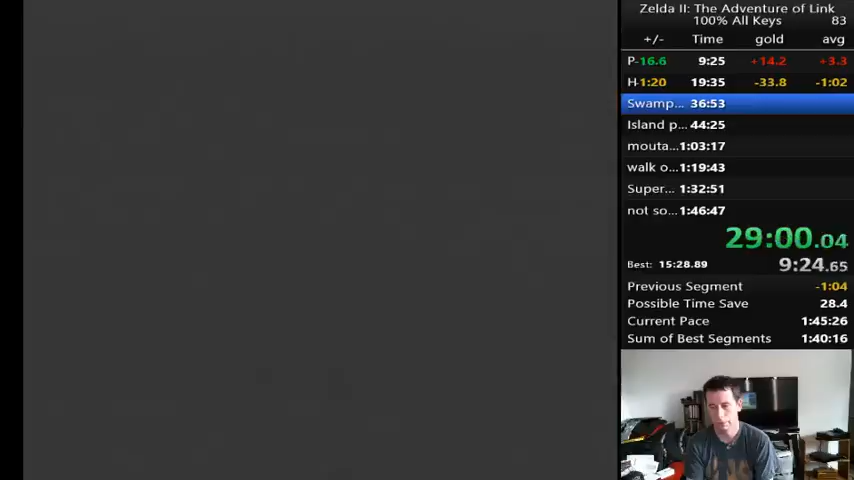 Zelda II: The Adventure of Link
100% All Keys 83
+/- Time gold avg
P-16.6 9:25 +14.2 +3.3
H-1:20 19:35 -33.8 -1:02
Swamp... 36:53
Island p... 44:25
mouta... 1:03:17
walk o... 1:19:43
Super... 1:32:51
not so... 1:46:47
29:00.04
Best: 15:28.89 9:24.65
Previous Segment -1:04
Possible Time Save 28.4
Current Pace 1:45:26
Sum of Best Segments 1:40:16